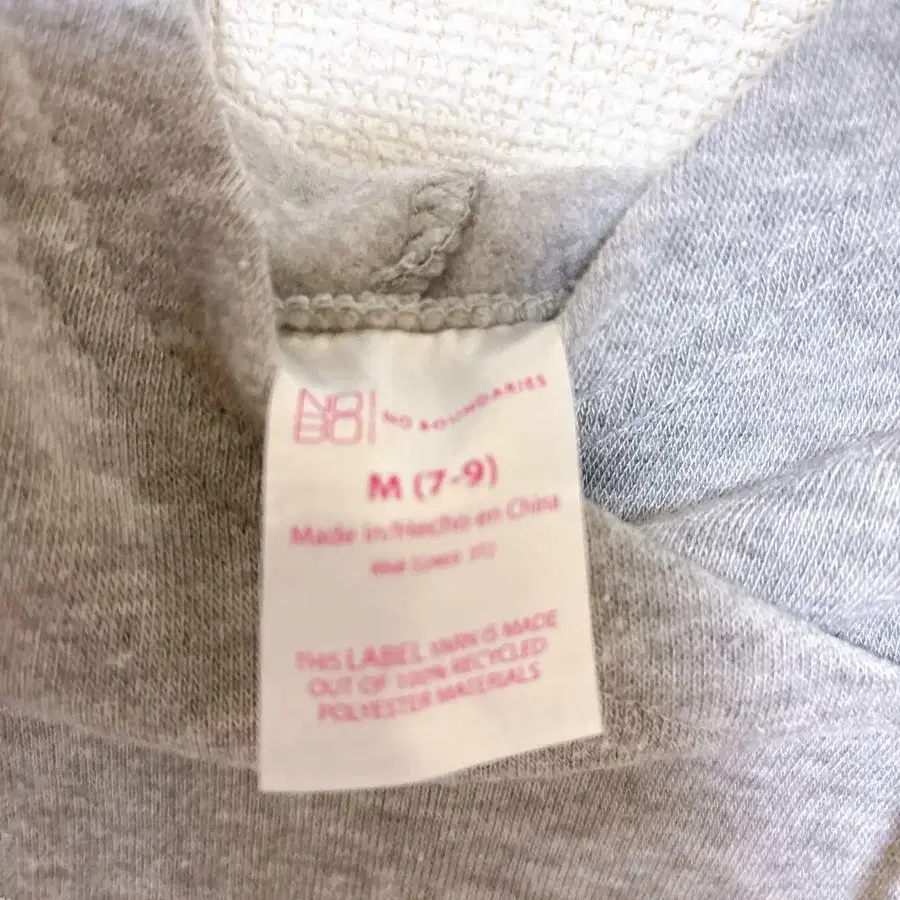 NO
BO
NO BOUNDARIES
M (7-9)
Made in/Hecho en China
THIS LABEL IS MADE
OUT OF 100% RECYCLED
POLYESTER MATERIALS